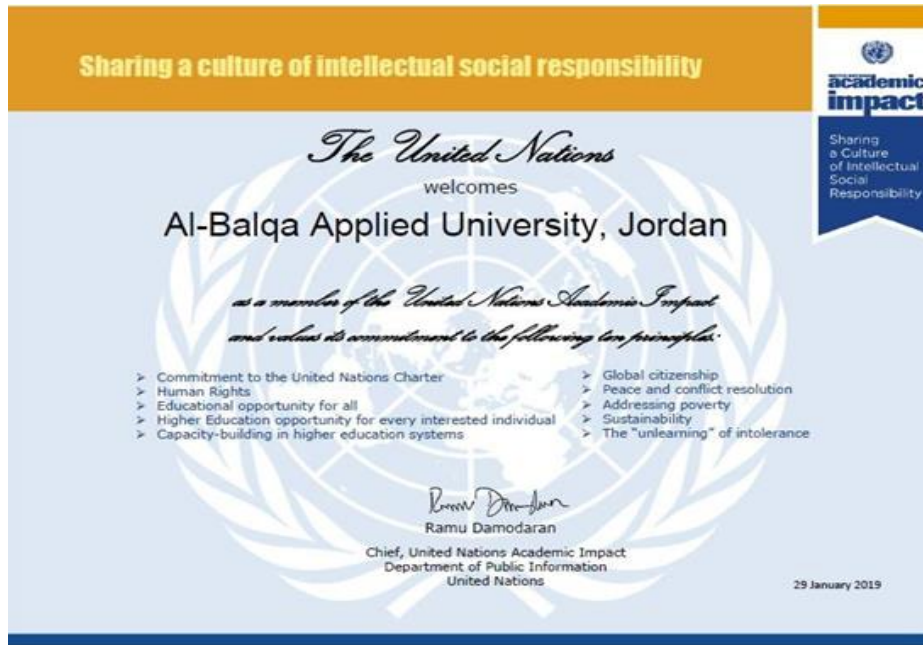 Sharing a culture of intellectual social responsibility
academic
impact
Sharing
a Culture
of Intellectual
Social
Responsibility
The United Nations
welcomes
Al-Balqa Applied University, Jordan
as a member of the United Nations Academic Impact
and values its commitment to the following ten principles:
➢ Commitment to the United Nations Charter
➢ Human Rights
➢ Educational opportunity for all
➢ Higher Education opportunity for every interested individual
➢ Capacity-building in higher education systems
➢ Global citizenship
➢ Peace and conflict resolution
➢ Addressing poverty
➢ Sustainability
➢ The "unlearning" of intolerance
Ramu Damodaran
Ramu Damodaran
Chief, United Nations Academic Impact
Department of Public Information
United Nations
29 January 2019